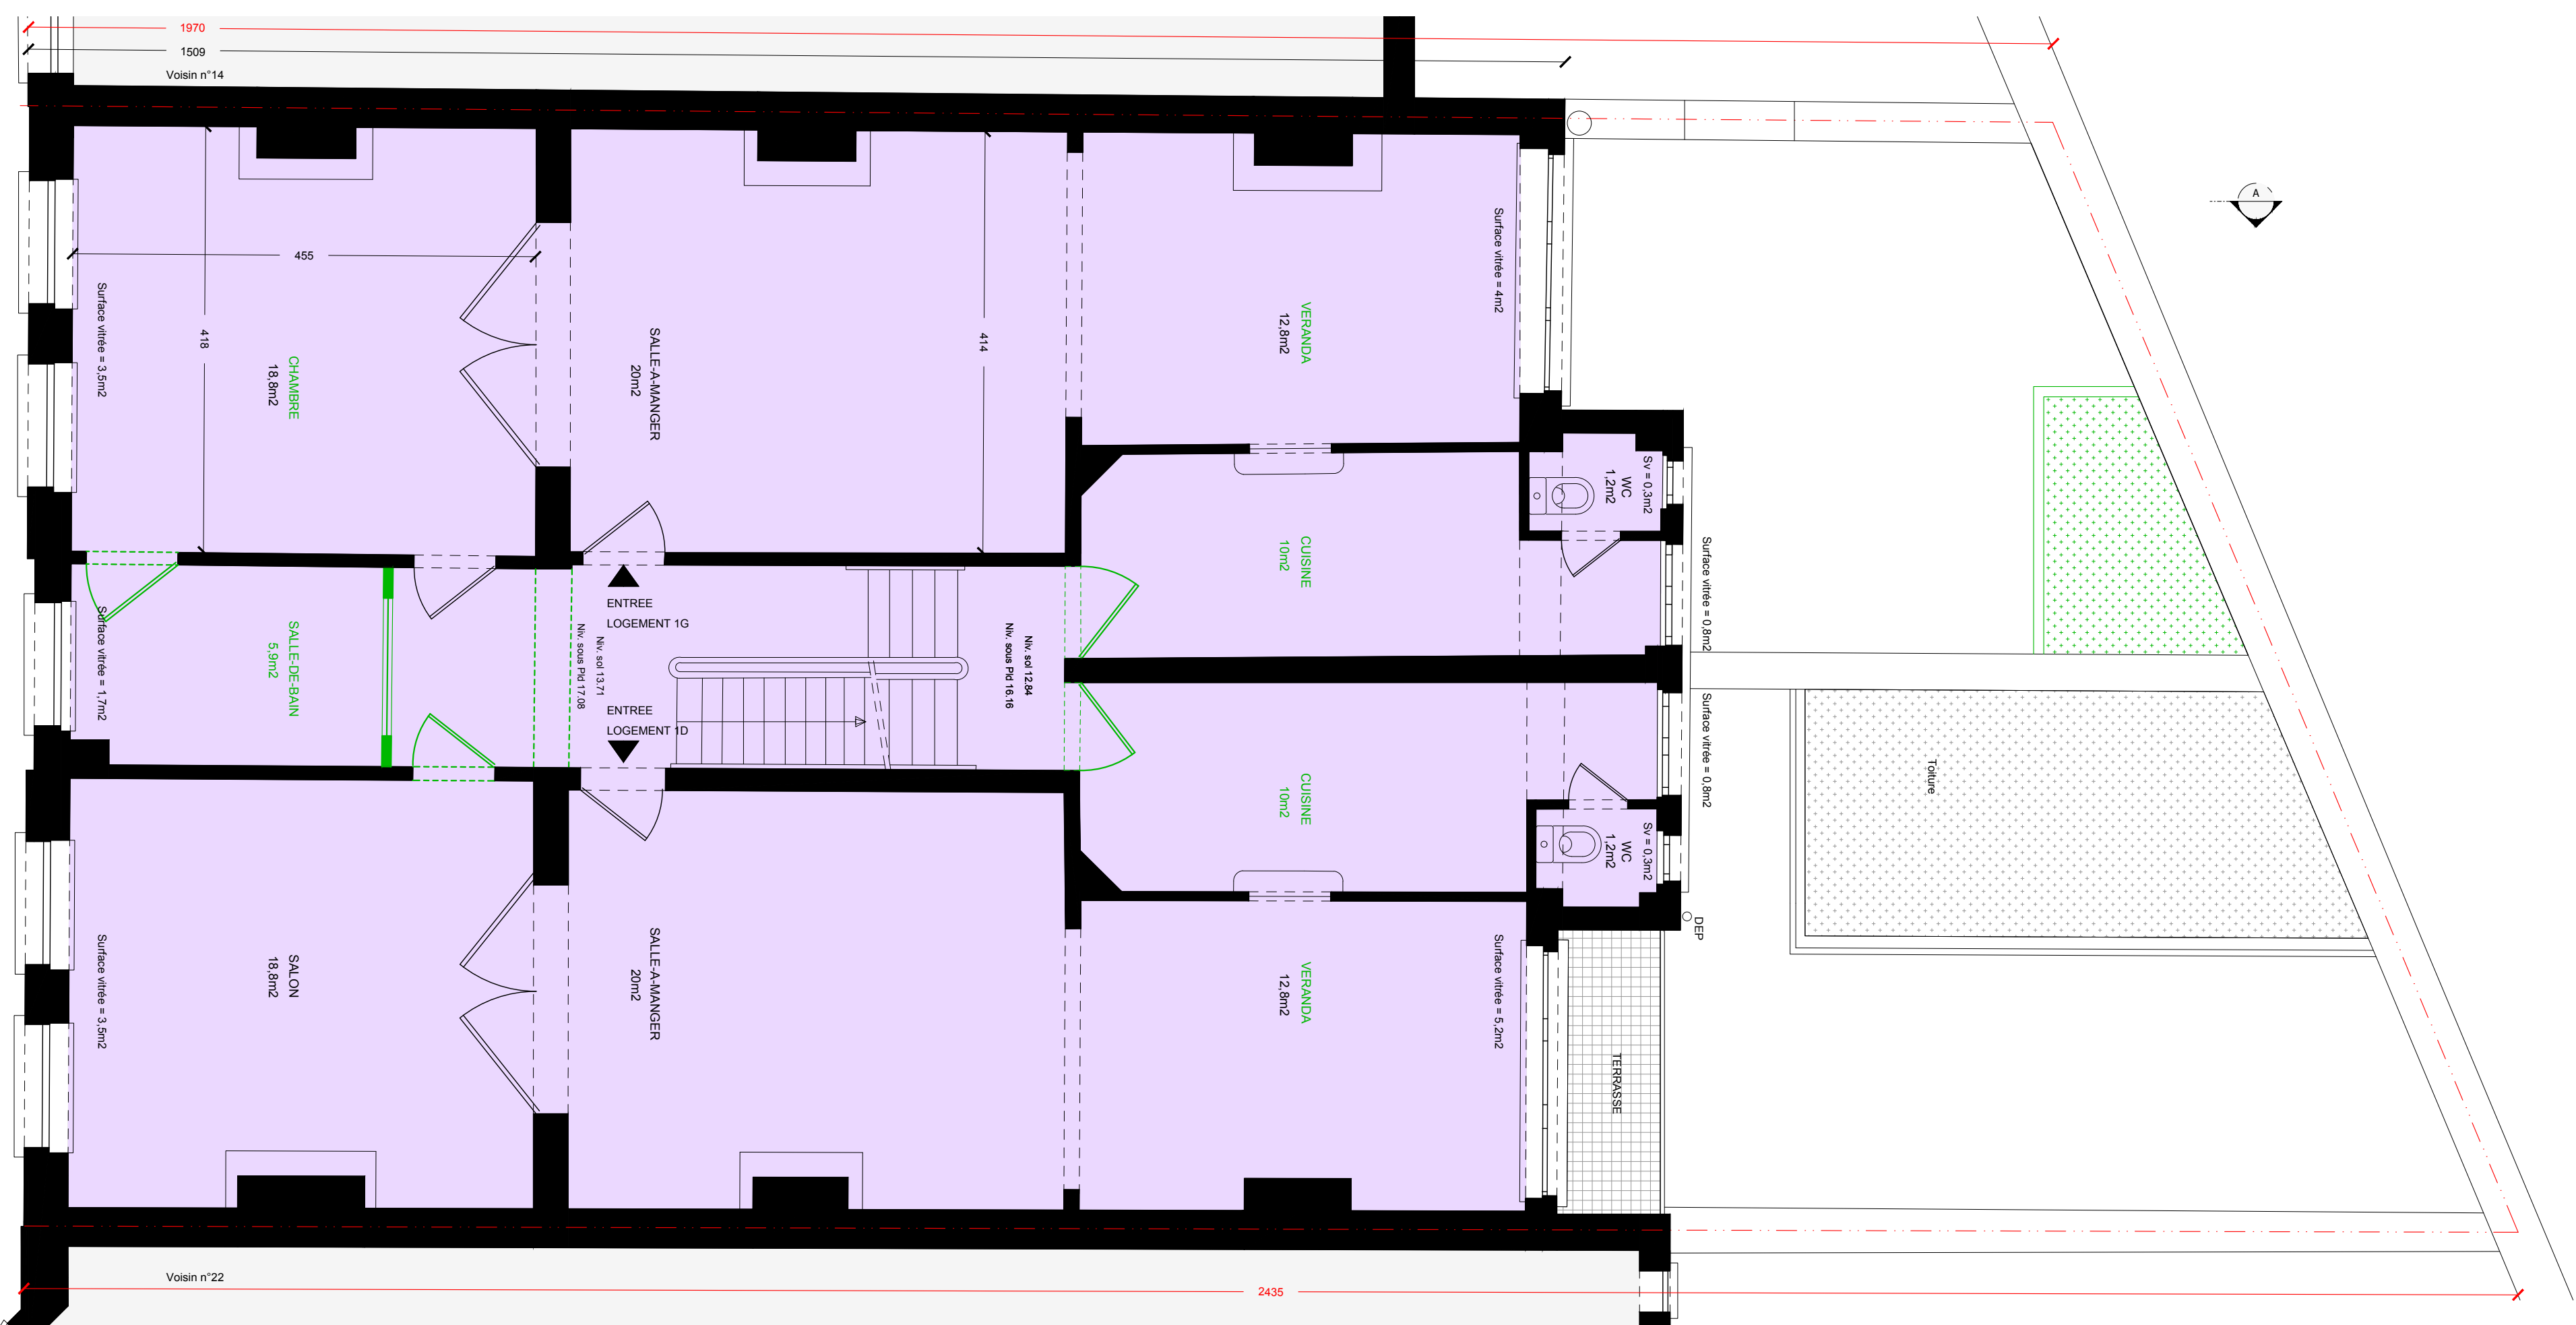 1970
1509
Voisin n°14
A
455
418
414
Surface vitrée = 3,5m2
CHAMBRE
18,8m2
SALLE-A-MANGER
20m2
VERANDA
12,8m2
Surface vitrée = 4m2
CUISINE
10m2
WC
1,2m2
Sv = 0,3m2
Surface vitrée = 0,8m2
Surface vitrée = 1,7m2
SALLE-DE-BAIN
5,9m2
ENTREE
LOGEMENT 1G
Niv. sol 13.71
Niv. sous Pld 17.08
Niv. sol 12.84
Niv. sous Pld 16.16
ENTREE
LOGEMENT 1D
CUISINE
10m2
WC
1,2m2
Sv = 0,3m2
Surface vitrée = 0,8m2
Toiture
DEP
Surface vitrée = 3,5m2
SALON
18,8m2
SALLE-A-MANGER
20m2
VERANDA
12,8m2
Surface vitrée = 5,2m2
TERRASSE
Voisin n°22
2435